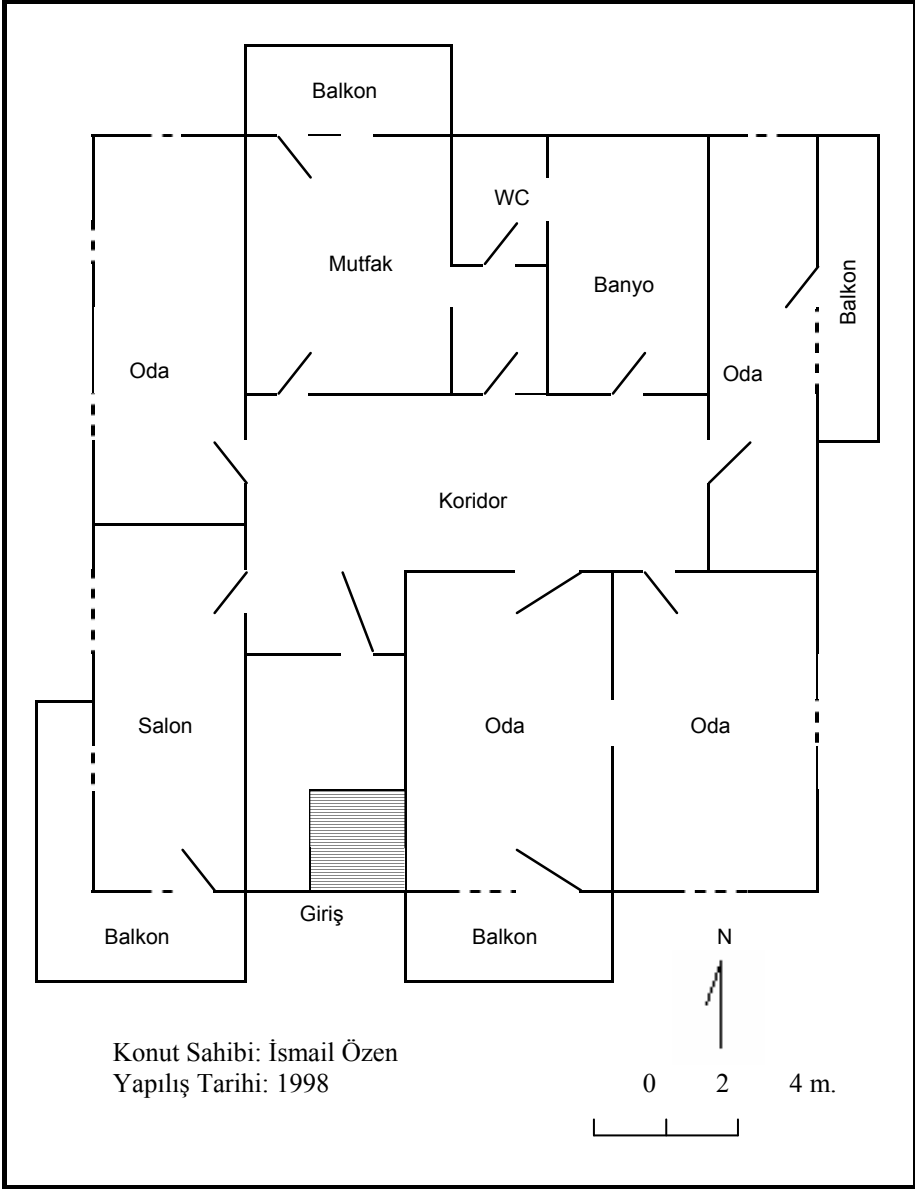 Balkon
WC
Mutfak
Banyo
Balkon
Oda
Oda
Koridor
Salon
Oda
Oda
Giriş
Balkon
Balkon
N
Konut Sahibi: İsmail Özen
Yapılış Tarihi: 1998
0 2 4 m.